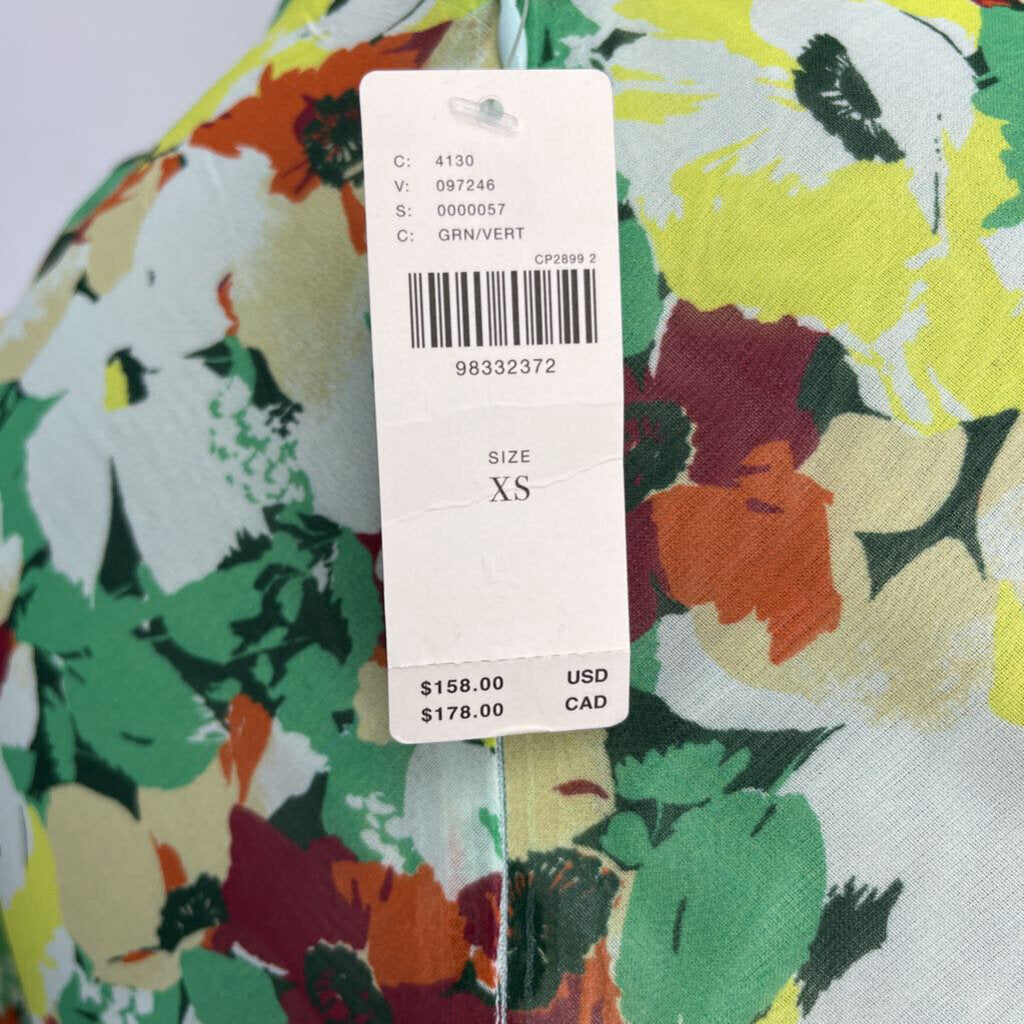 C: 4130
V: 097246
S: 0000057
C: GRN/VERT
CP2899 2
98332372
SIZE
XS
$158.00 USD
$178.00 CAD